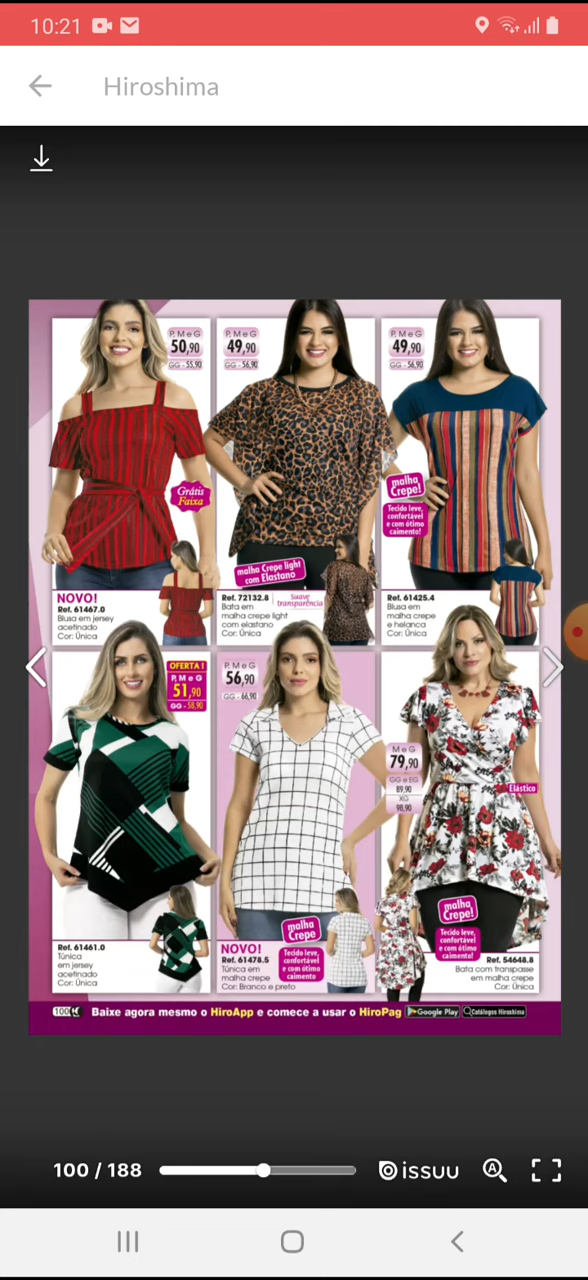 10:21
Hiroshima
P, M e G
50,90
GG - 55,90
Grátis
Faixa
NOVO!
Ref. 61467.0
Blusa em jersey
acetinado
Cor: Única
P, M e G
49,90
GG - 56,90
malha Crepe light
com Elastano
Ref. 72132.8
Suave
transparência
Bata em
malha crepe light
com elastano
Cor: Única
P, M e G
49,90
GG - 56,90
malha
Crepe!
Tecido leve,
confortável
e com ótimo
caimento!
Ref. 61425.4
Blusa em
malha crepe
e helanca
Cor: Única
OFERTA!
P, M e G
51,90
GG - 58,90
Ref. 61461.0
Túnica
em jersey
acetinado
Cor: Única
P, M e G
56,90
GG - 66,90
malha
Crepe
Tecido leve,
confortável
e com ótimo
caimento
NOVO!
Ref. 61478.5
Túnica em
malha crepe
Cor: Branco e preto
M e G
79,90
GG e EG
89,90
XG
98,90
Elástico
malha
Crepe!
Tecido leve,
confortável
e com ótimo
caimento!
Ref. 54648.8
Bata com transpasse
em malha crepe
Cor: Única
100 Baixe agora mesmo o HiroApp e comece a usar o HiroPag Google Play Catálogos Hiroshima
100 / 188 issuu